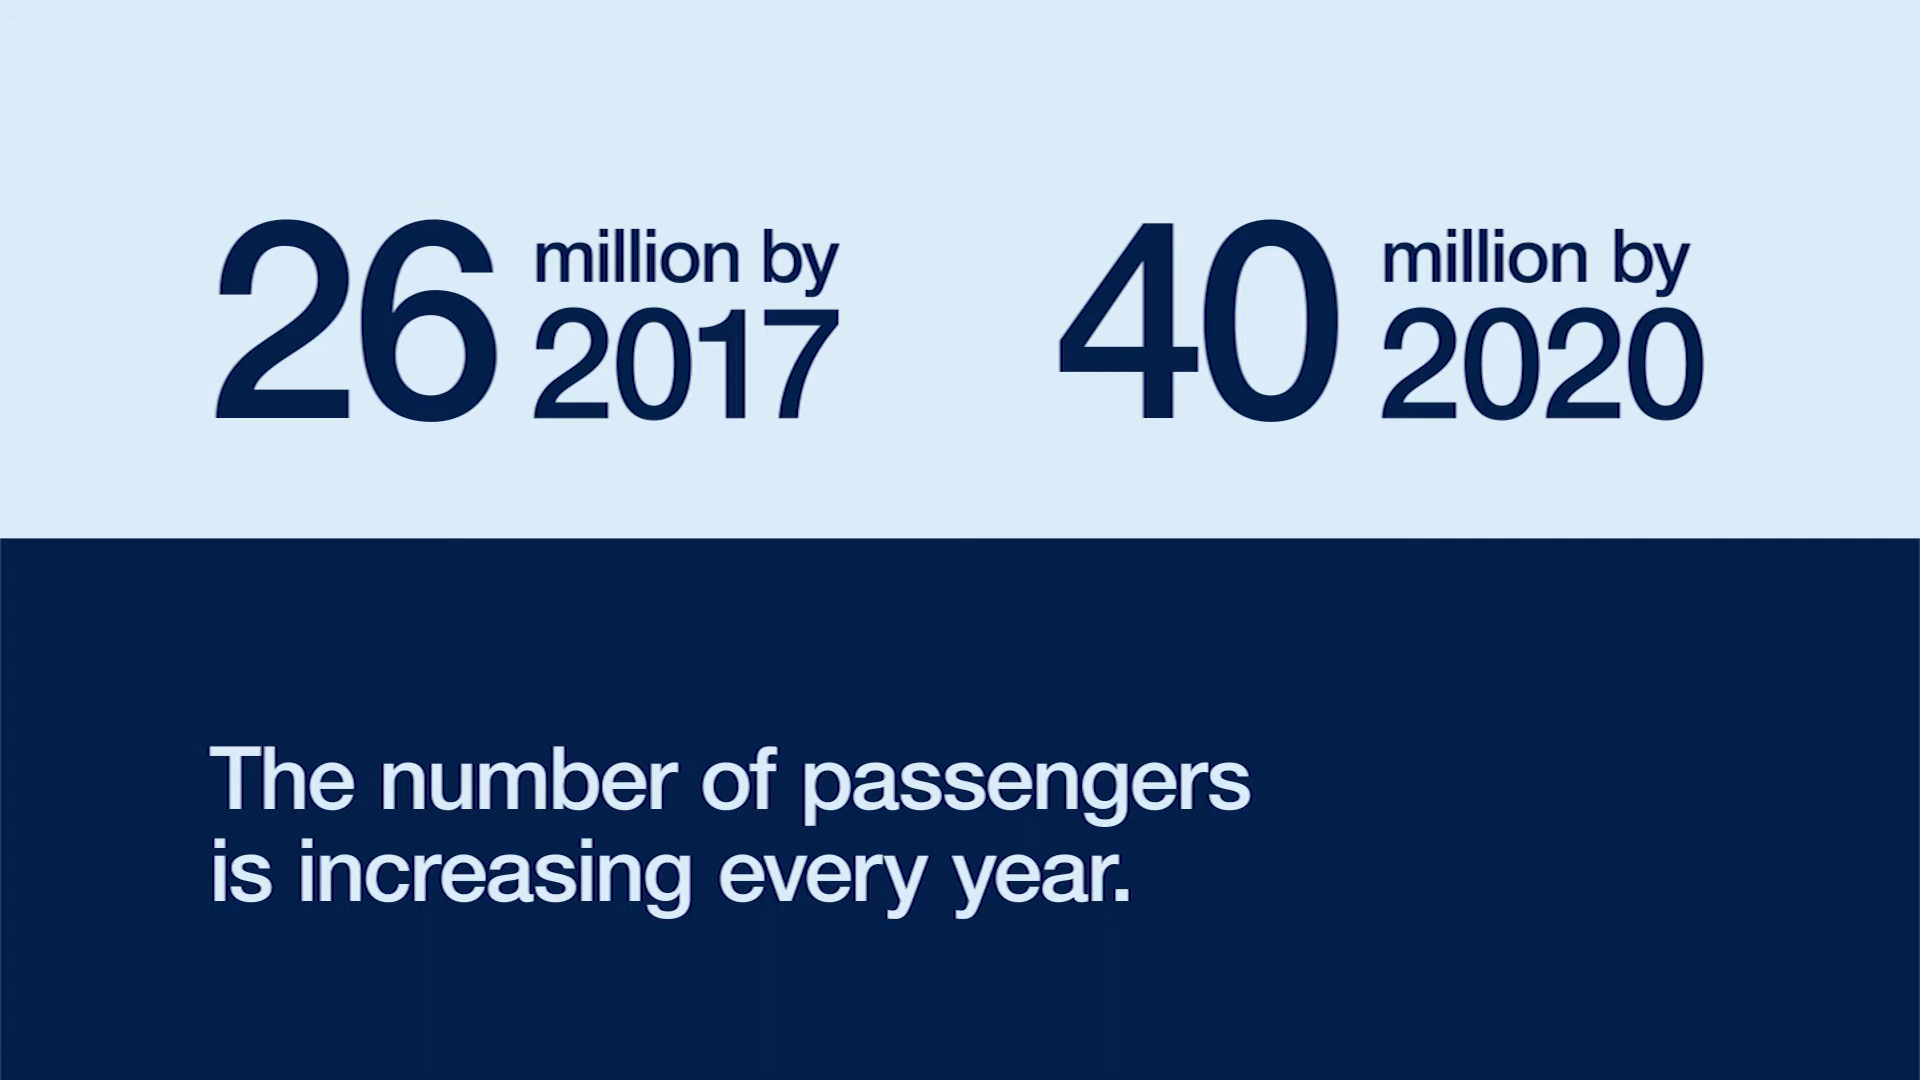 26 million by
2017
40 million by
2020
The number of passengers
is increasing every year.